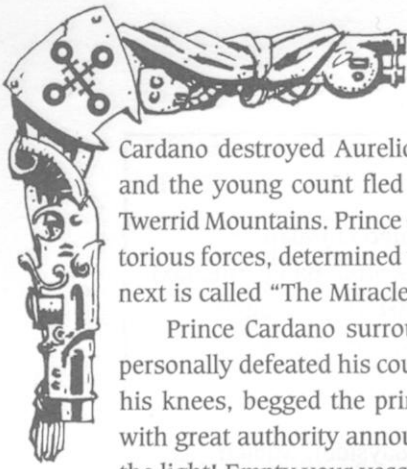 Cardano destroyed Aurelio
and the young count fled
Twerrid Mountains. Prince
torious forces, determined
next is called “The Miracle
Prince Cardano surrou
personally defeated his cou
his knees, begged the prin
with great authority annou